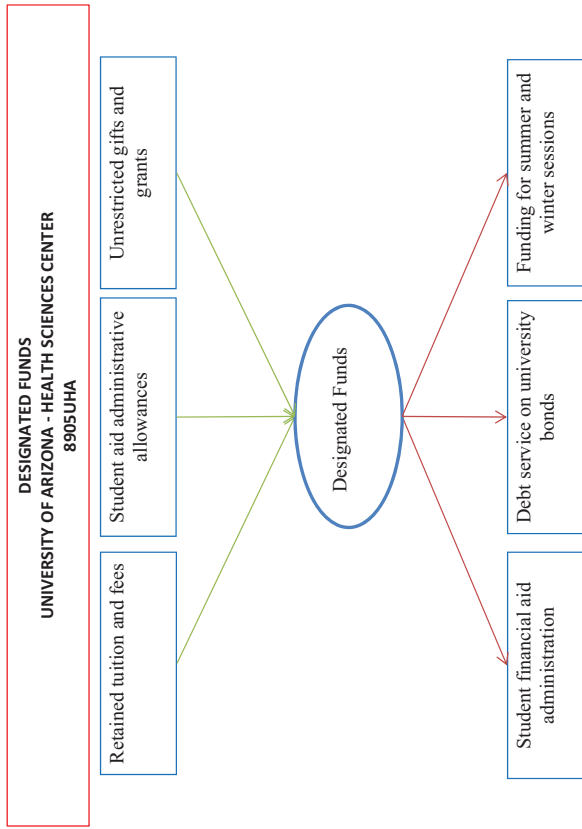 DESIGNATED FUNDS
UNIVERSITY OF ARIZONA - HEALTH SCIENCES CENTER
8905UHA
Retained tuition and fees
Student aid administrative
allowances
Unrestricted gifts and
grants
Designated Funds
Student financial aid
administration
Debt service on university
bonds
Funding for summer and
winter sessions